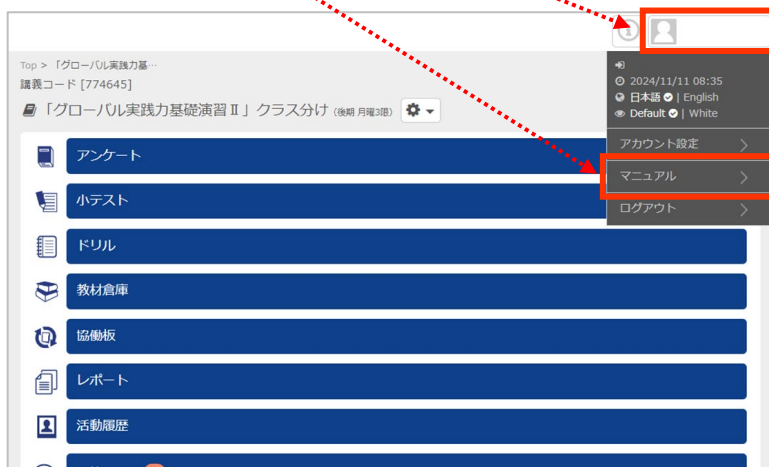 Top > 「グローバル実践力基…
講義コード [774645]
「グローバル実践力基礎演習Ⅱ」クラス分け (後期 月曜3限)
2024/11/11 08:35
日本語 | English
Default | White
アカウント設定
マニュアル
ログアウト
アンケート
小テスト
ドリル
教材倉庫
協働板
レポート
活動履歴